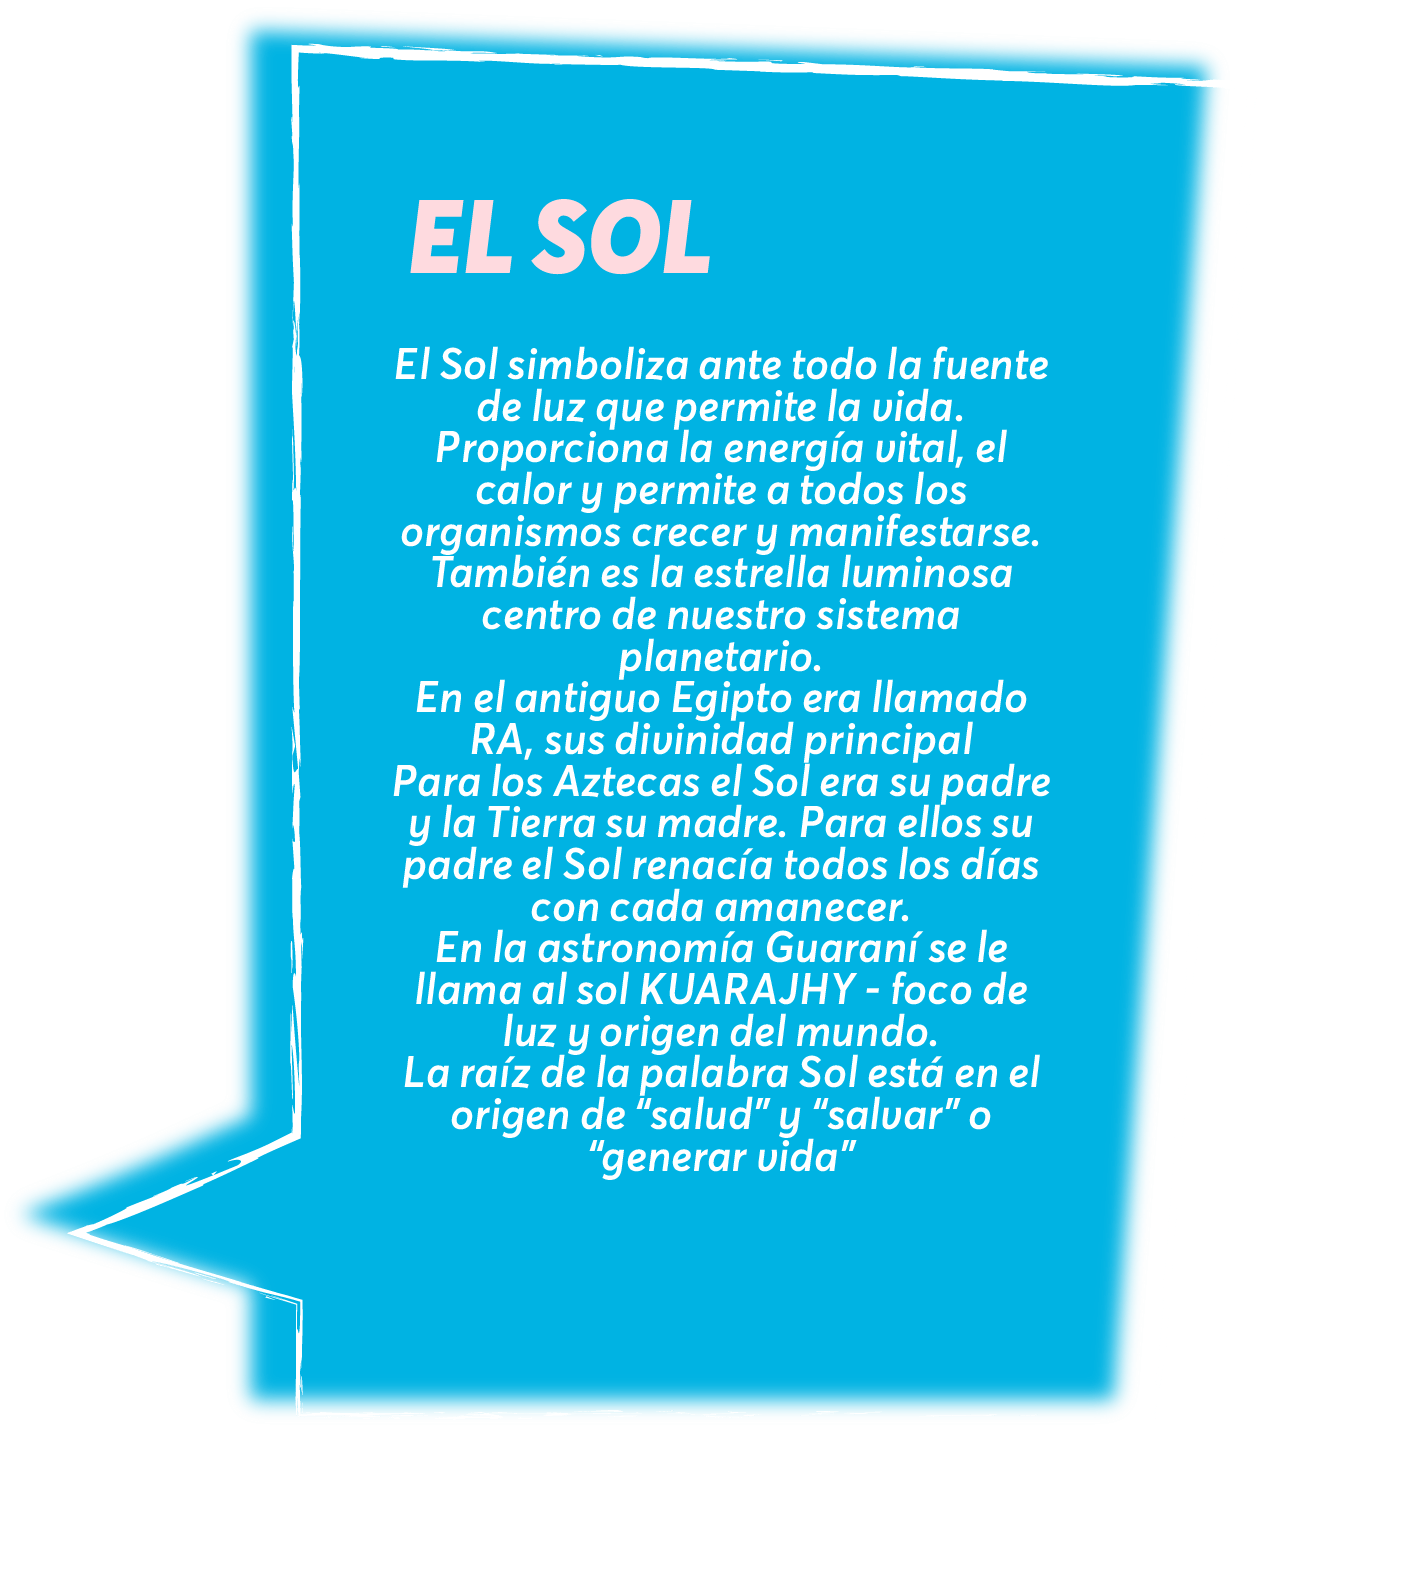 EL SOL
El Sol simboliza ante todo la fuente
de luz que permite la vida.
Proporciona la energía vital, el
calor y permite a todos los
organismos crecer y manifestarse.
También es la estrella luminosa
centro de nuestro sistema
planetario.
En el antiguo Egipto era llamado
RA, sus divinidad principal
Para los Aztecas el Sol era su padre
y la Tierra su madre. Para ellos su
padre el Sol renacía todos los días
con cada amanecer.
En la astronomía Guaraní se le
llama al sol KUARAJHY - foco de
luz y origen del mundo.
La raíz de la palabra Sol está en el
origen de “salud” y “salvar” o
“generar vida”